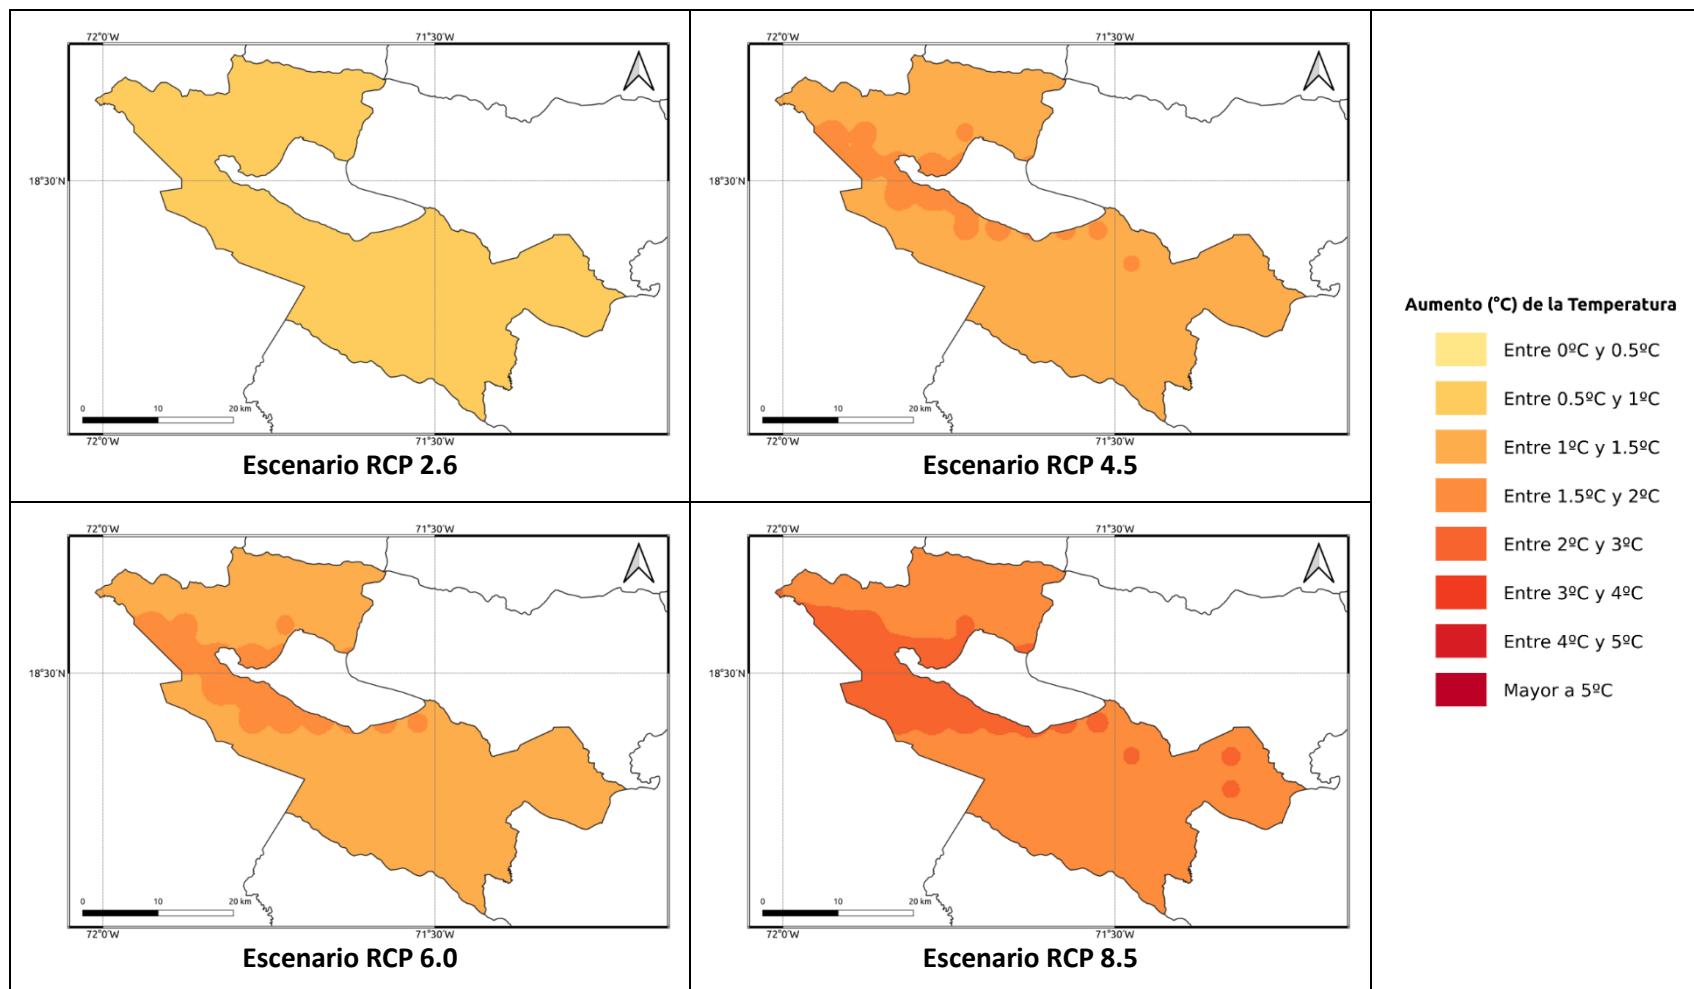 72°0'W 71°30'W
18°30'N
0 10 20 km
72°0'W 71°30'W
Escenario RCP 2.6
72°0'W 71°30'W
18°30'N
0 10 20 km
72°0'W 71°30'W
Escenario RCP 4.5
72°0'W 71°30'W
18°30'N
0 10 20 km
72°0'W 71°30'W
Escenario RCP 6.0
72°0'W 71°30'W
18°30'N
0 10 20 km
72°0'W 71°30'W
Escenario RCP 8.5
Aumento (°C) de la Temperatura
Entre 0ºC y 0.5ºC
Entre 0.5ºC y 1ºC
Entre 1ºC y 1.5ºC
Entre 1.5ºC y 2ºC
Entre 2ºC y 3ºC
Entre 3ºC y 4ºC
Entre 4ºC y 5ºC
Mayor a 5ºC